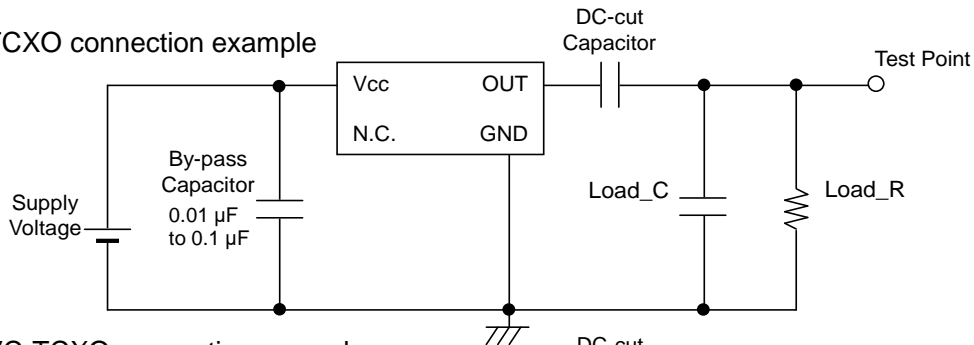 CXO connection example
DC-cut
Capacitor
Test Point
Vcc
OUT
N.C.
GND
By-pass
Capacitor
0.01 µF
to 0.1 µF
Supply
Voltage
Load_C
Load_R
TCXO
DC-cut